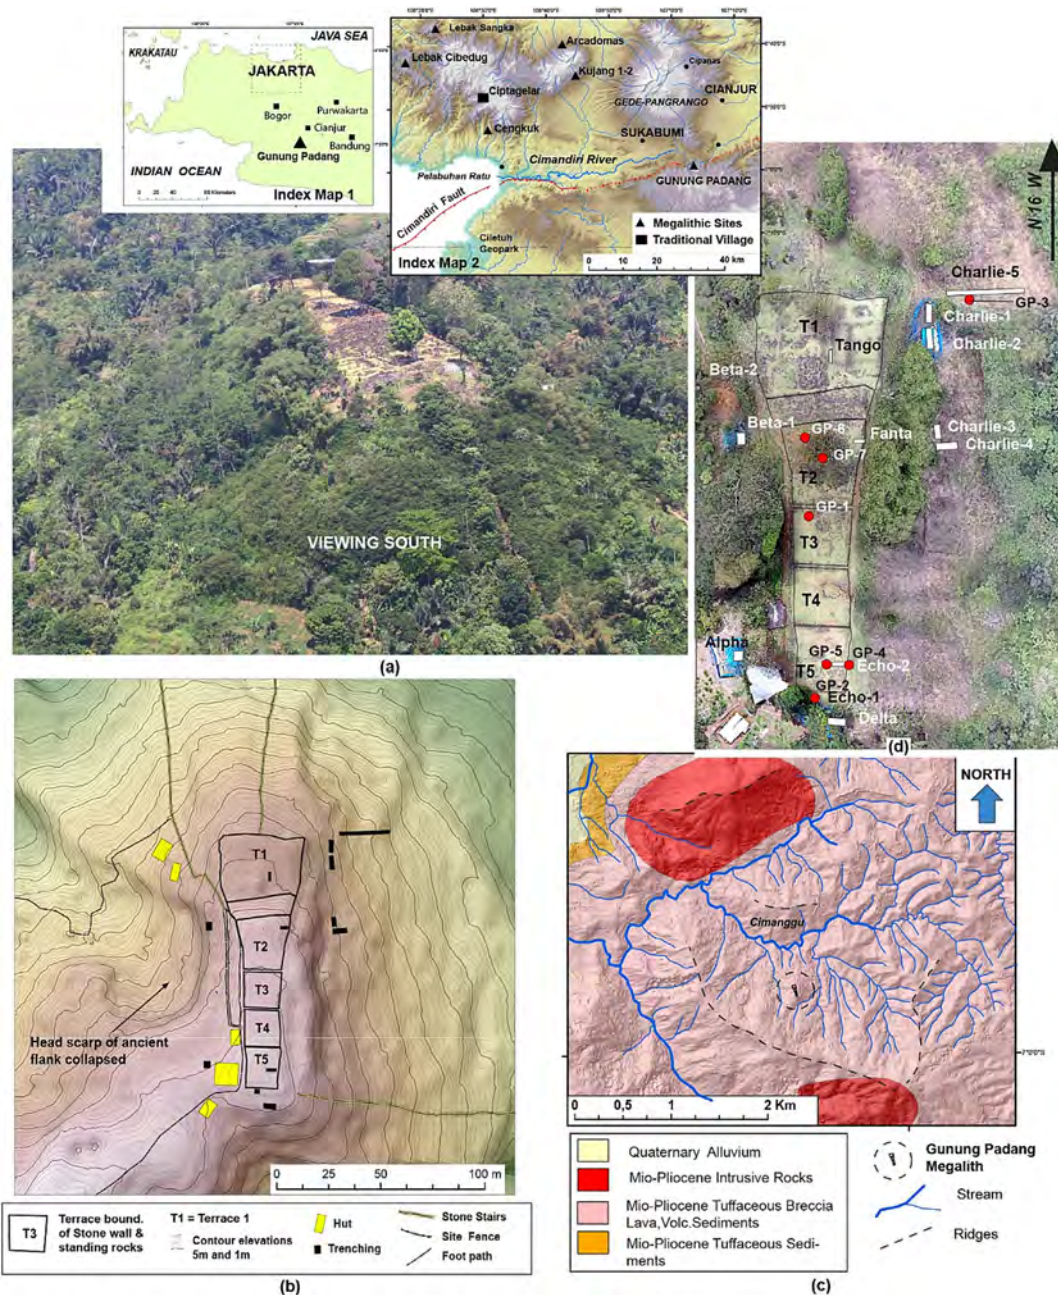 JAVA SEA
KRAKATAU
JAKARTA
Purwakarta
Bogor
Cianjur
Bandung
Gunung Padang
INDIAN OCEAN
Index Map 1
Lebak Sangka
Arcadomas
Lebak Cibedug
Kujang 1-2
Cipanas
Ciptagelar
CIANJUR
GEDE-PANGRANGO
Cengkuk
SUKABUMI
Cimandiri River
Pelabuhan Ratu
GUNUNG PADANG
Cimandiri Fault
Ciletuh
Geopark
Megalithic Sites
Traditional Village
Index Map 2
0 10 20 40 km
VIEWING SOUTH
(a)
N 16 W
Charlie-5
GP-3
Charlie-1
T1
Charlie-2
Tango
Beta-2
Beta-1
GP-6
Fanta
Charlie-3
Charlie-4
GP-7
T2
GP-1
T3
T4
Alpha
GP-5
GP-4
T5
Echo-2
GP-2
Echo-1
Delta
(d)
T1
T2
T3
T4
T5
Head scarp of ancient
flank collapsed
0 25 50 100 m
T3
Terrace bound.
of Stone wall &
standing rocks
T1 = Terrace 1
Contour elevations
5m and 1m
Hut
Trenching
Stone Stairs
Site Fence
Foot path
(b)
NORTH
Cimanggu
7°0'0"S
0 0,5 1 2 Km
Quaternary Alluvium
Mio-Pliocene Intrusive Rocks
Mio-Pliocene Tuffaceous Breccia
Lava,Volc.Sediments
Mio-Pliocene Tuffaceous Sedi-
ments
Gunung Padang
Megalith
Stream
Ridges
(c)